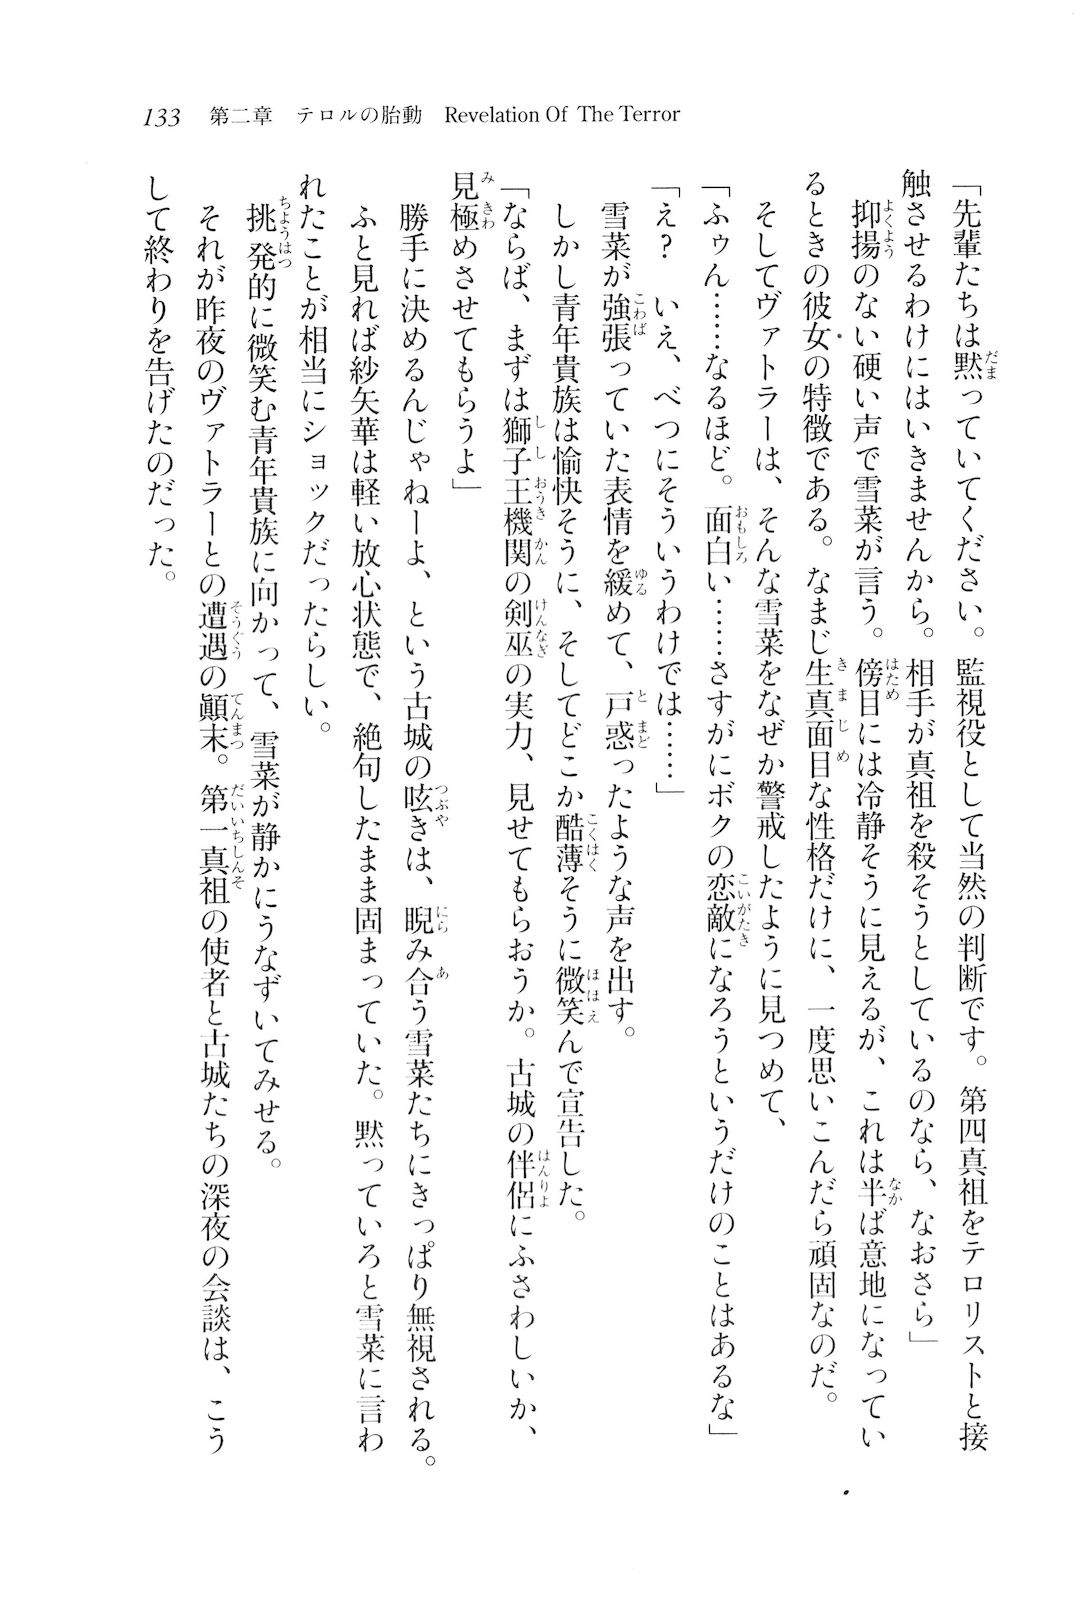 133　第二章　テロルの胎動　Revelation Of The Terror
「先輩たちは黙っていてください。監視役として当然の判断です。第四真祖をテロリストと接
触させるわけにはいきませんから。相手が真祖を殺そうとしているのなら、なおさら」
　抑揚のない硬い声で雪菜が言う。傍目には冷静そうに見えるが、これは半ば意地になってい
るときの彼女の特徴である。なまじ生真面目な性格だけに、一度思いこんだら頑固なのだ。
　そしてヴァトラーは、そんな雪菜をなぜか警戒したように見つめて、
「ふゥん……なるほど。面白い……さすがにボクの恋敵になろうというだけのことはあるな」
「え？　いえ、べつにそういうわけでは……」
　雪菜が強張っていた表情を緩めて、戸惑ったような声を出す。
　しかし青年貴族は愉快そうに、そしてどこか酷薄そうに微笑んで宣告した。
「ならば、まずは獅子王機関の剣巫の実力、見せてもらおうか。古城の伴侶にふさわしいか、
見極めさせてもらうよ」
　勝手に決めるんじゃねーよ、という古城の呟きは、睨み合う雪菜たちにきっぱり無視される。
　ふと見れば紗矢華は軽い放心状態で、絶句したまま固まっていた。黙っていろと雪菜に言わ
れたことが相当にショックだったらしい。
　挑発的に微笑む青年貴族に向かって、雪菜が静かにうなずいてみせる。
　それが昨夜のヴァトラーとの遭遇の顛末。第一真祖の使者と古城たちの深夜の会談は、こう
して終わりを告げたのだった。